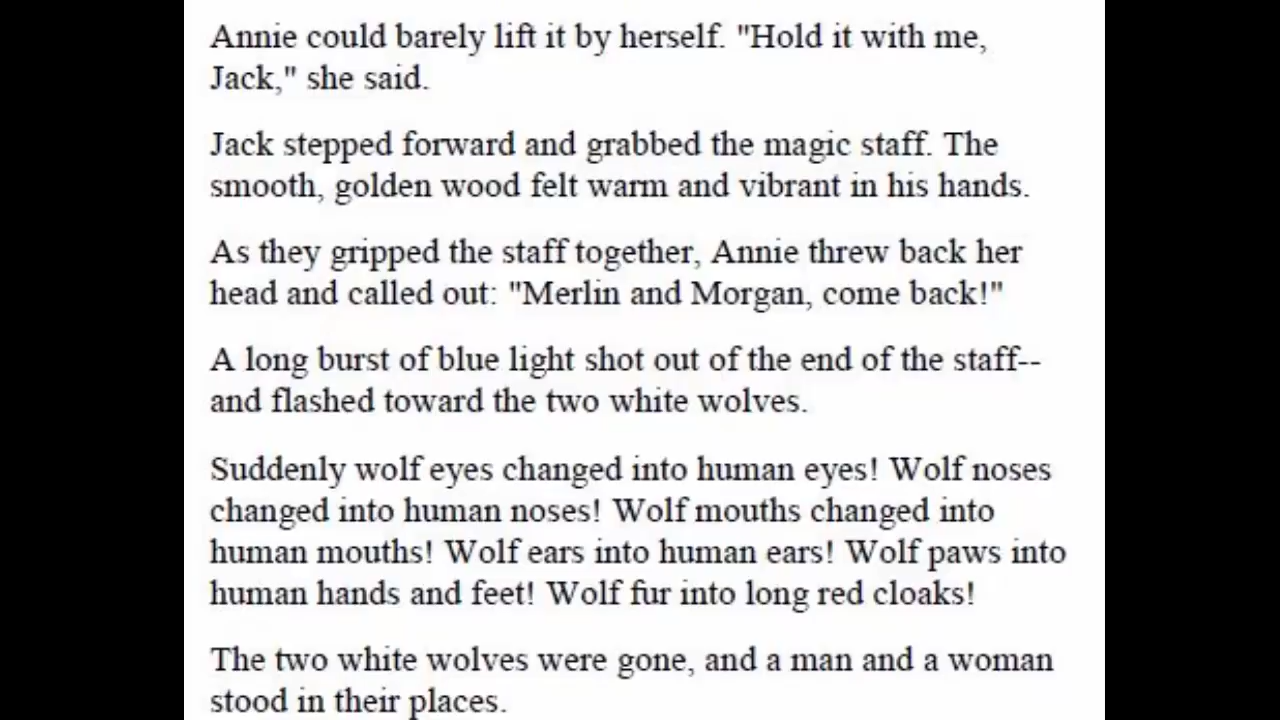 Annie could barely lift it by herself. "Hold it with me,
Jack," she said.
Jack stepped forward and grabbed the magic staff. The
smooth, golden wood felt warm and vibrant in his hands.
As they gripped the staff together, Annie threw back her
head and called out: "Merlin and Morgan, come back!"
A long burst of blue light shot out of the end of the staff--
and flashed toward the two white wolves.
Suddenly wolf eyes changed into human eyes! Wolf noses
changed into human noses! Wolf mouths changed into
human mouths! Wolf ears into human ears! Wolf paws into
human hands and feet! Wolf fur into long red cloaks!
The two white wolves were gone, and a man and a woman
stood in their places.